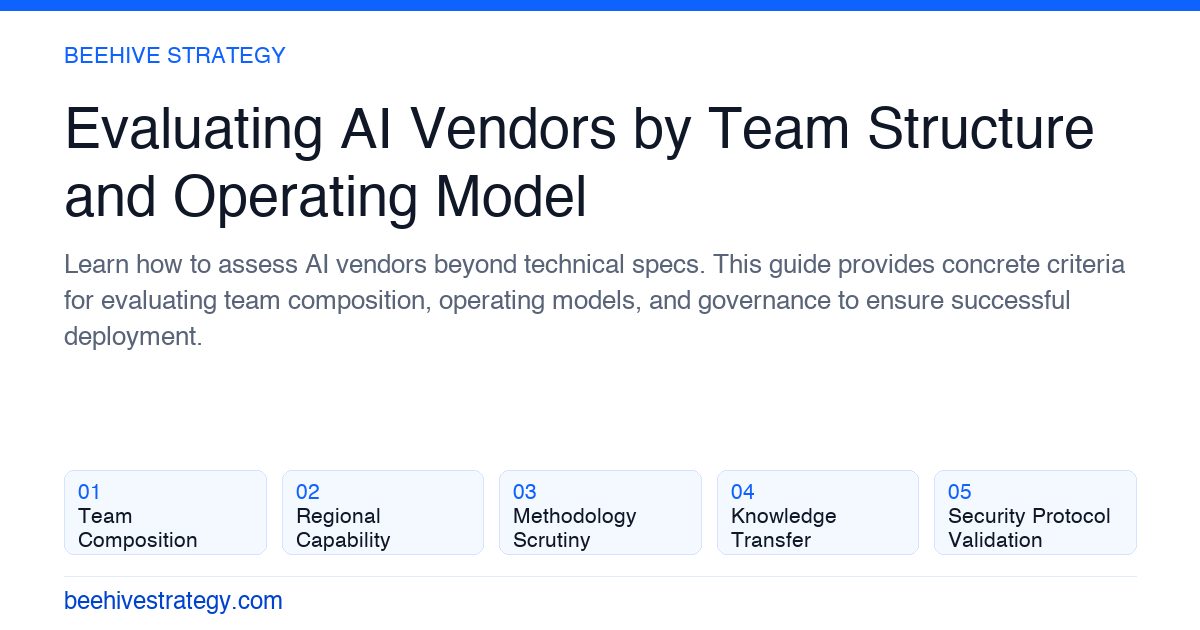 BEEHIVE STRATEGY
Evaluating AI Vendors by Team Structure
and Operating Model
Learn how to assess AI vendors beyond technical specs. This guide provides concrete criteria
for evaluating team composition, operating models, and governance to ensure successful
deployment.
01
Team
Composition
02
Regional
Capability
03
Methodology
Scrutiny
04
Knowledge
Transfer
05
Security Protocol
Validation
beehivestrategy.com